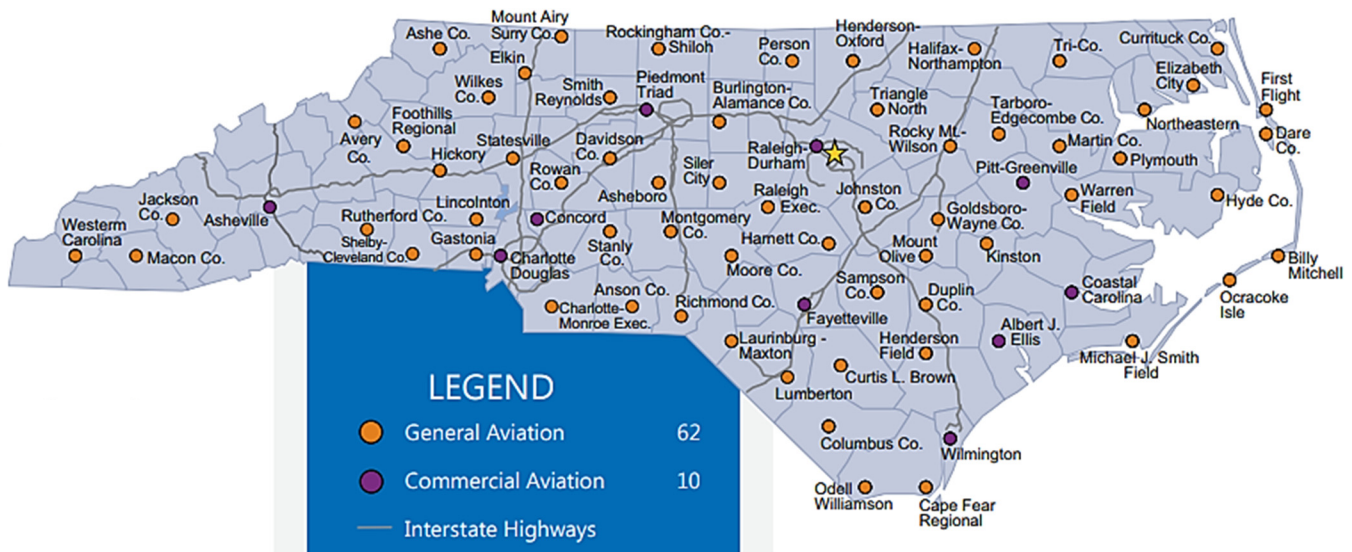 Mount Airy
Surry Co.
Ashe Co.
Elkin
Wilkes
Co.
Rockingham Co.-
Shiloh
Smith
Reynolds
Piedmont
Triad
Person
Co.
Henderson-
Oxford
Burlington-
Alamance Co.
Halifax-
Northampton
Triangle
North
Tri-Co.
Currituck Co.
Elizabeth
City
First
Flight
Avery
Co.
Foothills
Regional
Hickory
Statesville
Davidson
Co.
Rowan
Co.
Asheboro
Siler
City
Raleigh-
Durham
Rocky Mt.-
Wilson
Tarboro-
Edgecombe Co.
Martin Co.
Northeastern
Dare
Co.
Plymouth
Pitt-Greenville
Western
Carolina
Jackson
Co.
Macon Co.
Asheville
Rutherford Co.
Shelby-
Cleveland Co.
Lincolnton
Gastonia
Concord
Charlotte
Douglas
Stanly
Co.
Montgomery
Co.
Raleigh
Exec.
Johnston
Co.
Goldsboro-
Wayne Co.
Warren
Field
Hyde Co.
Harnett Co.
Moore Co.
Mount
Olive
Kinston
Billy
Mitchell
Ocracoke
Isle
Charlotte-
Monroe Exec.
Anson Co.
Richmond Co.
Fayetteville
Sampson
Co.
Duplin
Co.
Coastal
Carolina
Albert J.
Ellis
Michael J. Smith
Field
Laurinburg -
Maxton
Lumberton
Curtis L. Brown
Henderson
Field
Columbus Co.
Wilmington
Odell
Williamson
Cape Fear
Regional
LEGEND
General Aviation 62
Commercial Aviation 10
Interstate Highways